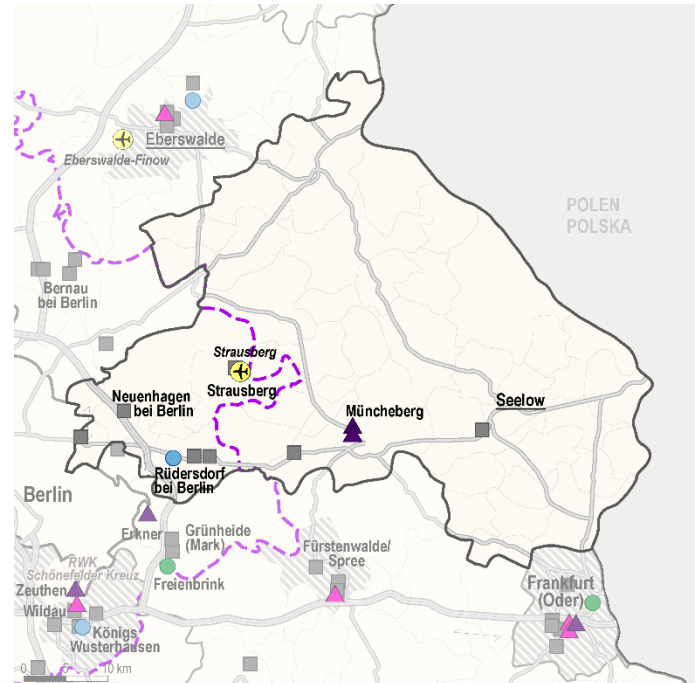 Eberswalde
Eberswalde-Finow
POLEN
POLSKA
Bernau
bei Berlin
Strausberg
Strausberg
Neuenhagen
bei Berlin
Müncheberg
Seelow
Rüdersdorf
bei Berlin
Berlin
Erkner
Grünheide
(Mark)
Fürstenwalde/
Spree
RWK
Schönefelder Kreuz
Freienbrink
Zeuthen
Wildau
Königs
Wusterhausen
Frankfurt
(Oder)
0 5 10 km